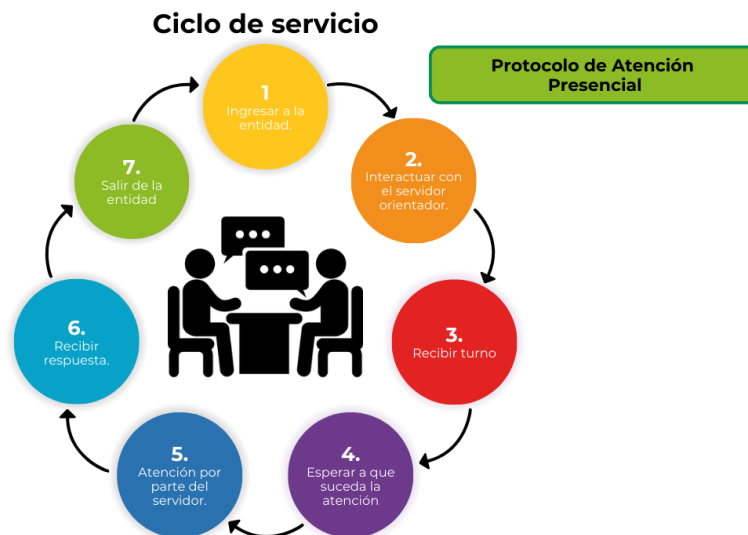 Ciclo de servicio
Protocolo de Atención
Presencial
1
Ingresar a la
entidad.
2.
Interactuar con
el servidor
orientador.
3.
Recibir turno
4.
Esperar a que
suceda la
atención
5.
Atención por
parte del
servidor.
6.
Recibir
respuesta.
7.
Salir de la
entidad